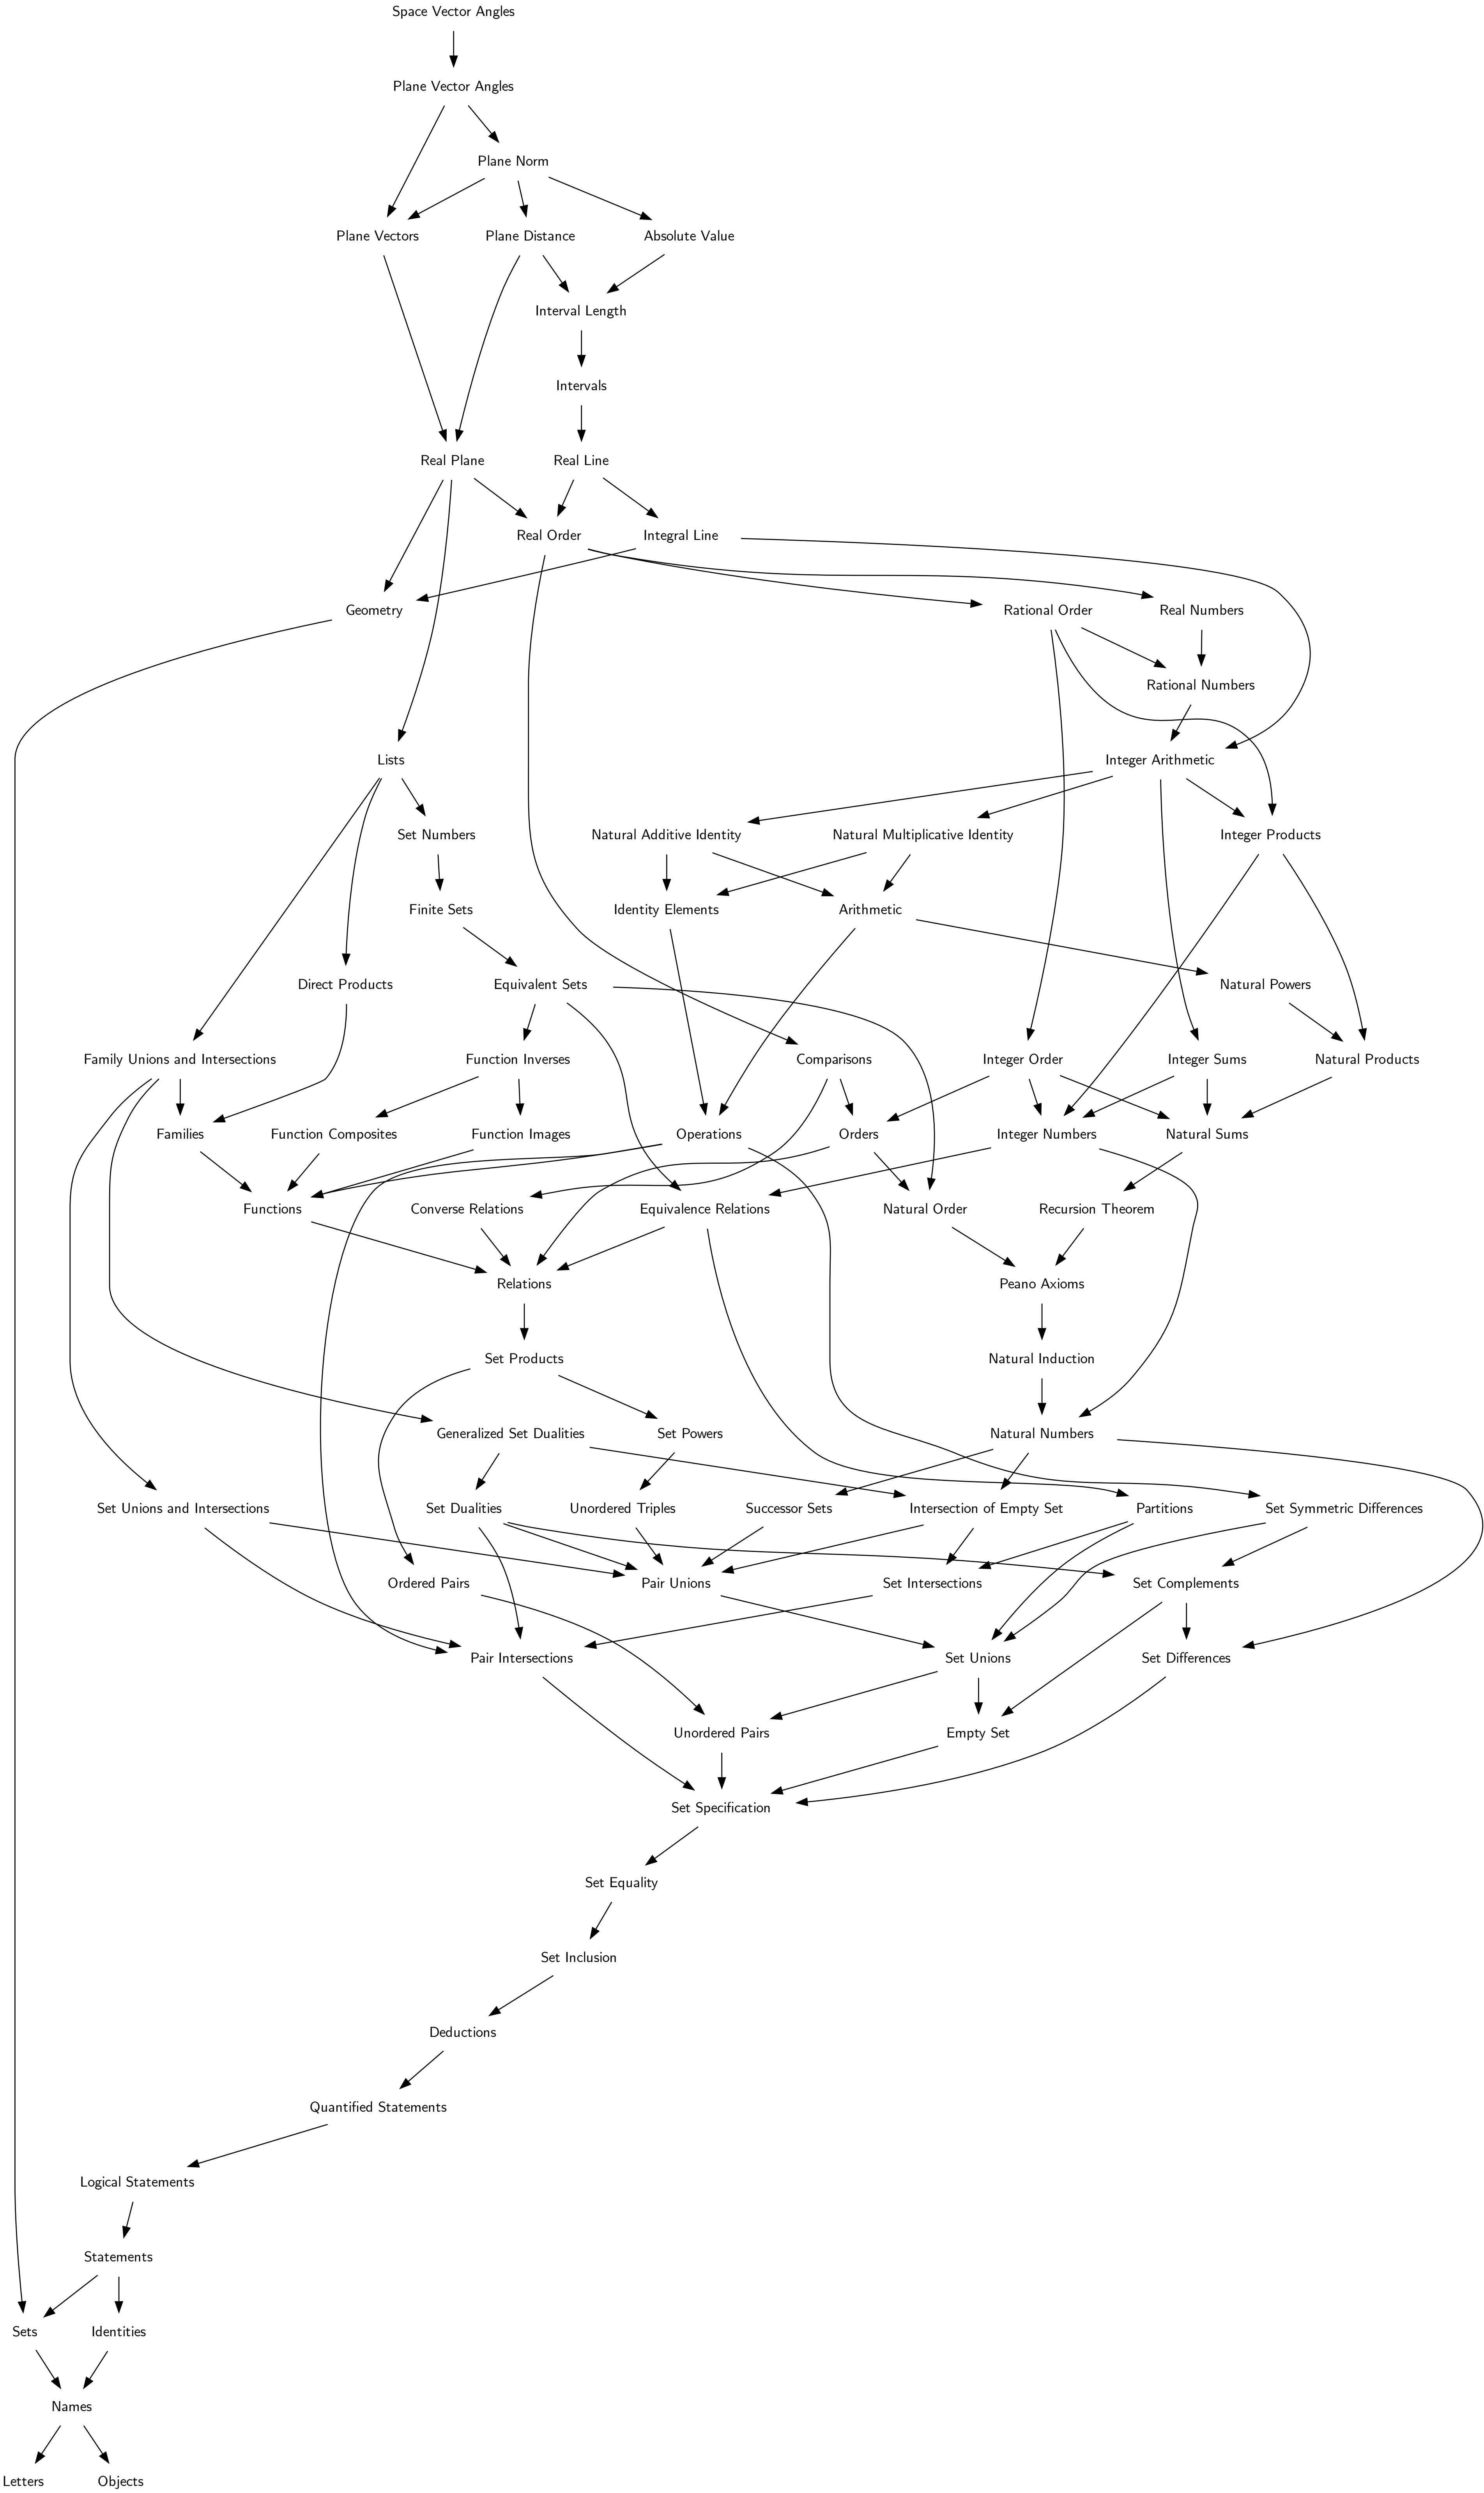 Space Vector Angles
Plane Vector Angles
Plane Norm
Plane Vectors
Plane Distance
Absolute Value
Interval Length
Intervals
Real Plane
Real Line
Real Order
Integral Line
Geometry
Rational Order
Real Numbers
Rational Numbers
Lists
Integer Arithmetic
Set Numbers
Natural Additive Identity
Natural Multiplicative Identity
Integer Products
Finite Sets
Identity Elements
Arithmetic
Direct Products
Equivalent Sets
Natural Powers
Family Unions and Intersections
Function Inverses
Comparisons
Integer Order
Integer Sums
Natural Products
Families
Function Composites
Function Images
Operations
Orders
Integer Numbers
Natural Sums
Functions
Converse Relations
Equivalence Relations
Natural Order
Recursion Theorem
Relations
Peano Axioms
Set Products
Natural Induction
Generalized Set Dualities
Set Powers
Natural Numbers
Set Unions and Intersections
Set Dualities
Unordered Triples
Successor Sets
Intersection of Empty Set
Partitions
Set Symmetric Differences
Ordered Pairs
Pair Unions
Set Intersections
Set Complements
Pair Intersections
Set Unions
Set Differences
Unordered Pairs
Empty Set
Set Specification
Set Equality
Set Inclusion
Deductions
Quantified Statements
Logical Statements
Statements
Sets
Identities
Names
Letters
Objects